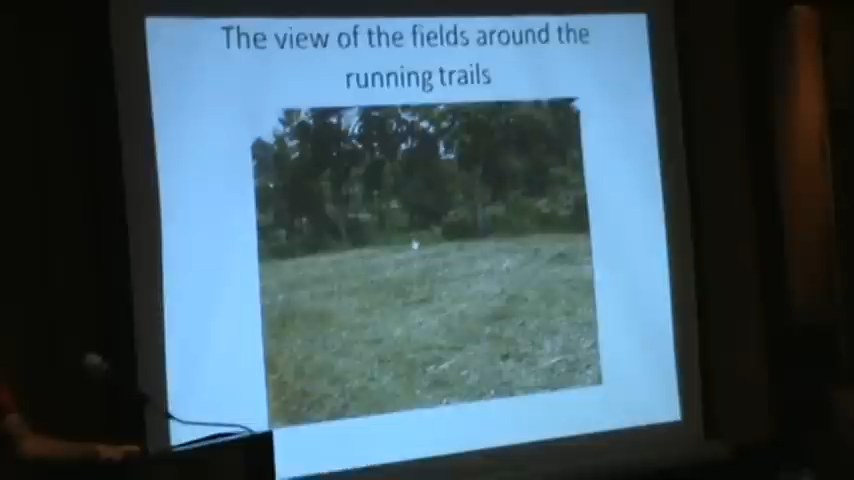 The view of the fields around the
running trails